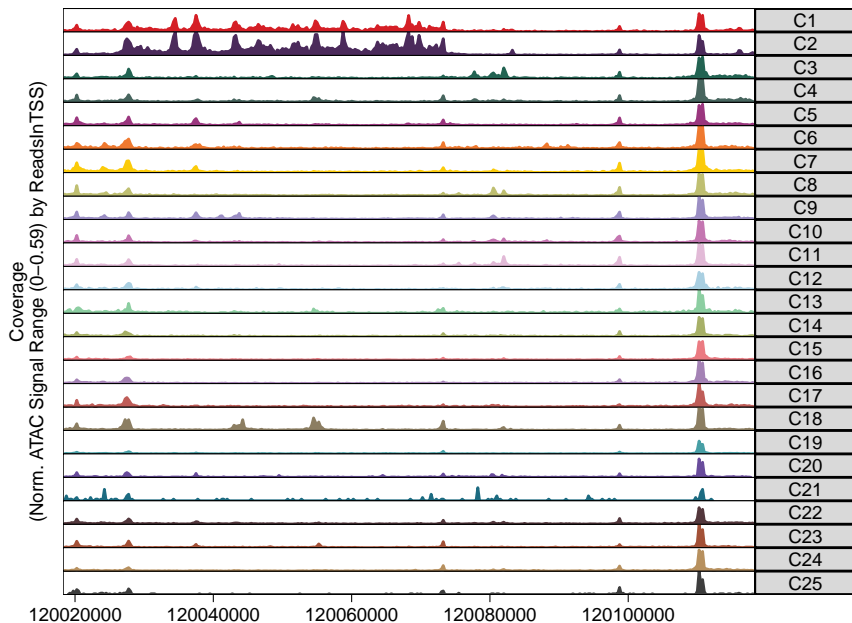 Coverage
(Norm. ATAC Signal Range (0–0.59) by ReadsInTSS)
C1
C2
C3
C4
C5
C6
C7
C8
C9
C10
C11
C12
C13
C14
C15
C16
C17
C18
C19
C20
C21
C22
C23
C24
C25
120020000 120040000 120060000 120080000 120100000